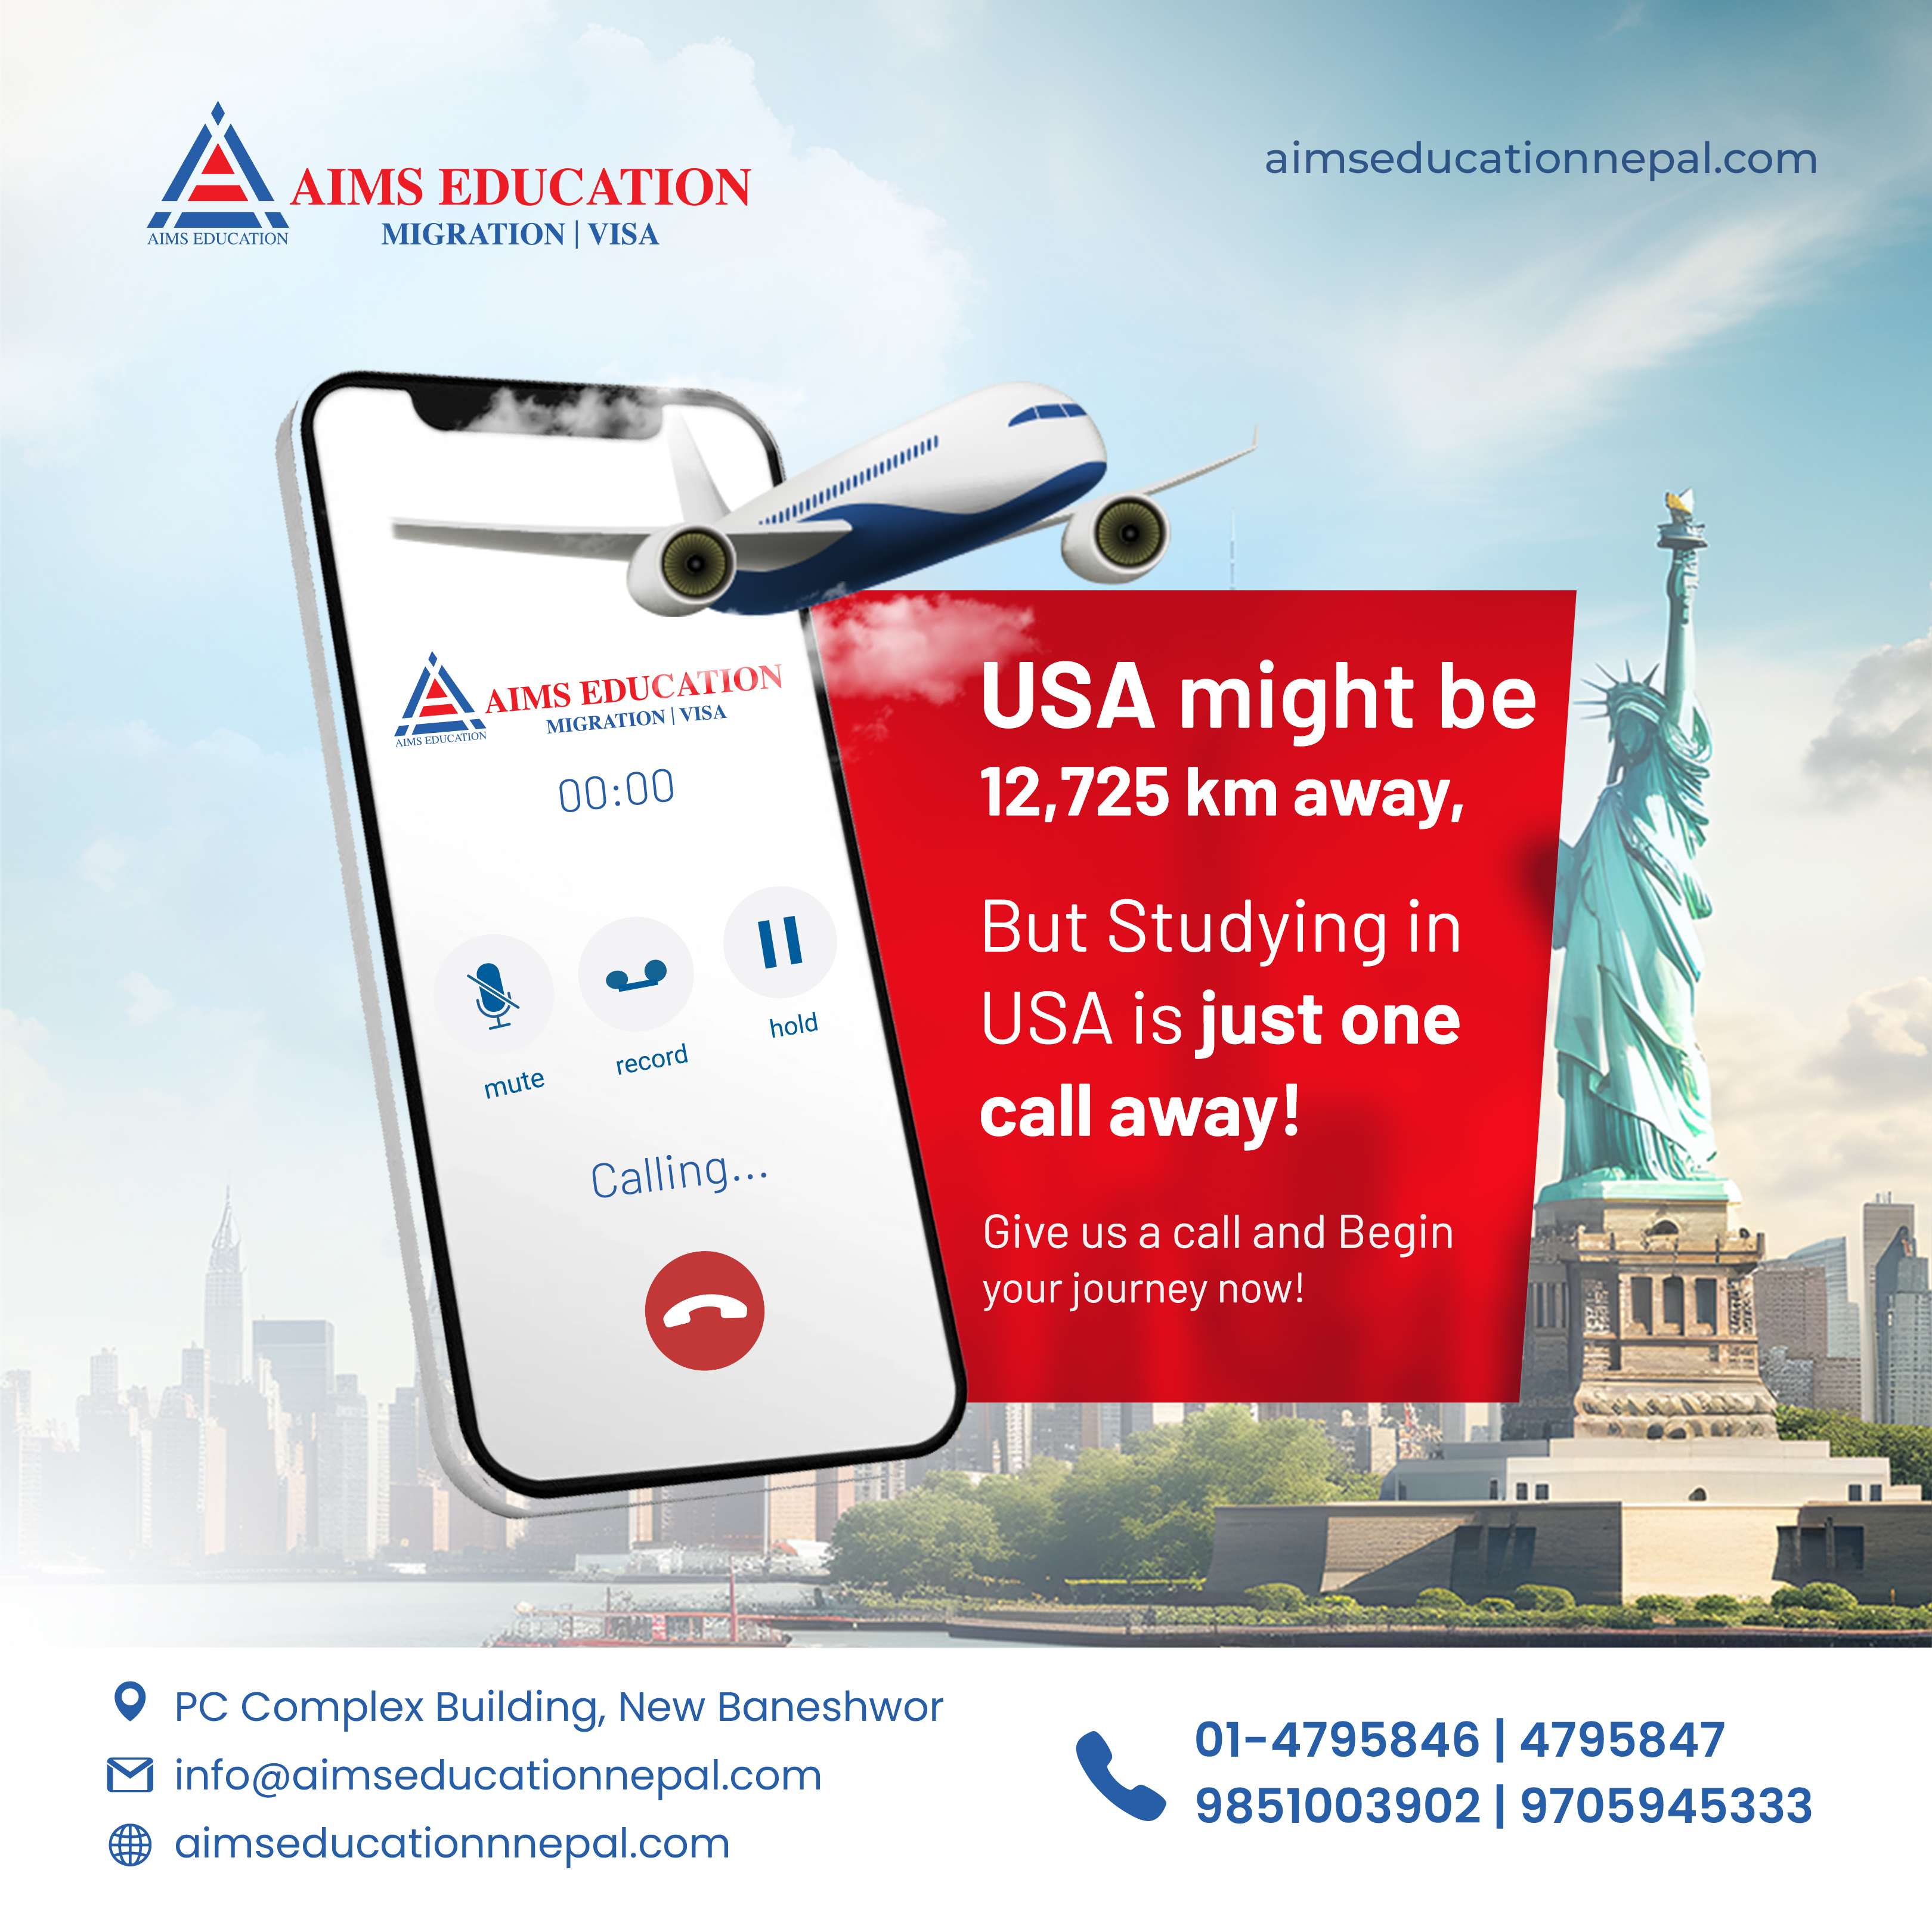 AIMS EDUCATION
AIMS EDUCATION
MIGRATION | VISA
aimseducationnepal.com
AIMS EDUCATION
AIMS EDUCATION
MIGRATION | VISA
00:00
mute
record
hold
Calling...
USA might be
12,725 km away,
But Studying in
USA is just one
call away!
Give us a call and Begin
your journey now!
PC Complex Building, New Baneshwor
info@aimseducationnepal.com
aimseducationnnepal.com
01-4795846 | 4795847
9851003902 | 9705945333